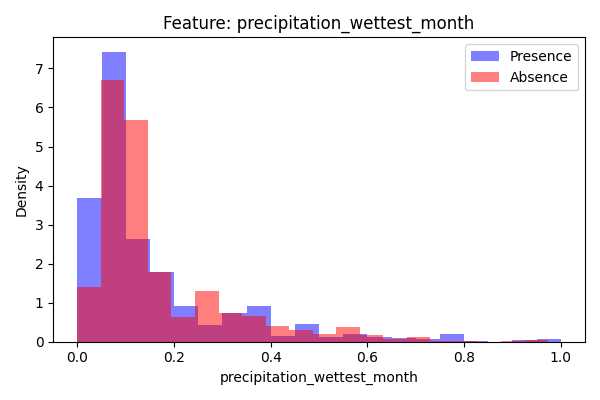 Feature: precipitation_wettest_month
Presence
Absence
Density
7
6
5
4
3
2
1
0
0.0 0.2 0.4 0.6 0.8 1.0
precipitation_wettest_month